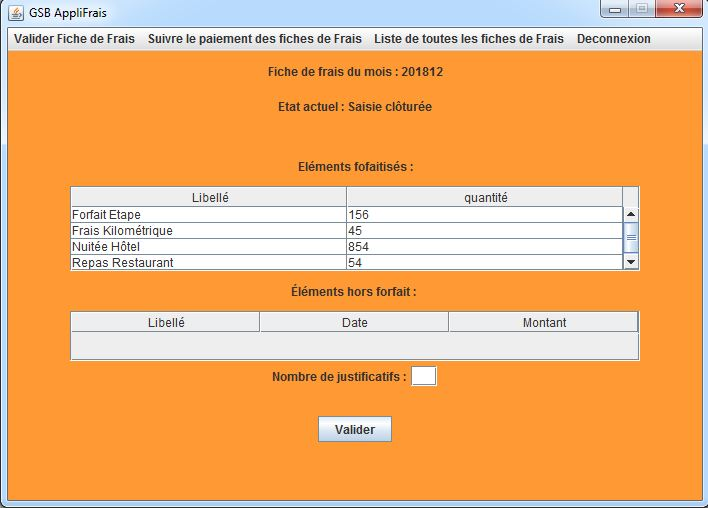 GSB AppliFrais
Valider Fiche de Frais Suivre le paiement des fiches de Frais Liste de toutes les fiches de Frais Deconnexion
Fiche de frais du mois : 201812
Etat actuel : Saisie clôturée
Eléments fofaitisés :
Libellé quantité
Forfait Etape 156
Frais Kilométrique 45
Nuitée Hôtel 854
Repas Restaurant 54
Éléments hors forfait :
Libellé Date Montant
Nombre de justificatifs :
Valider